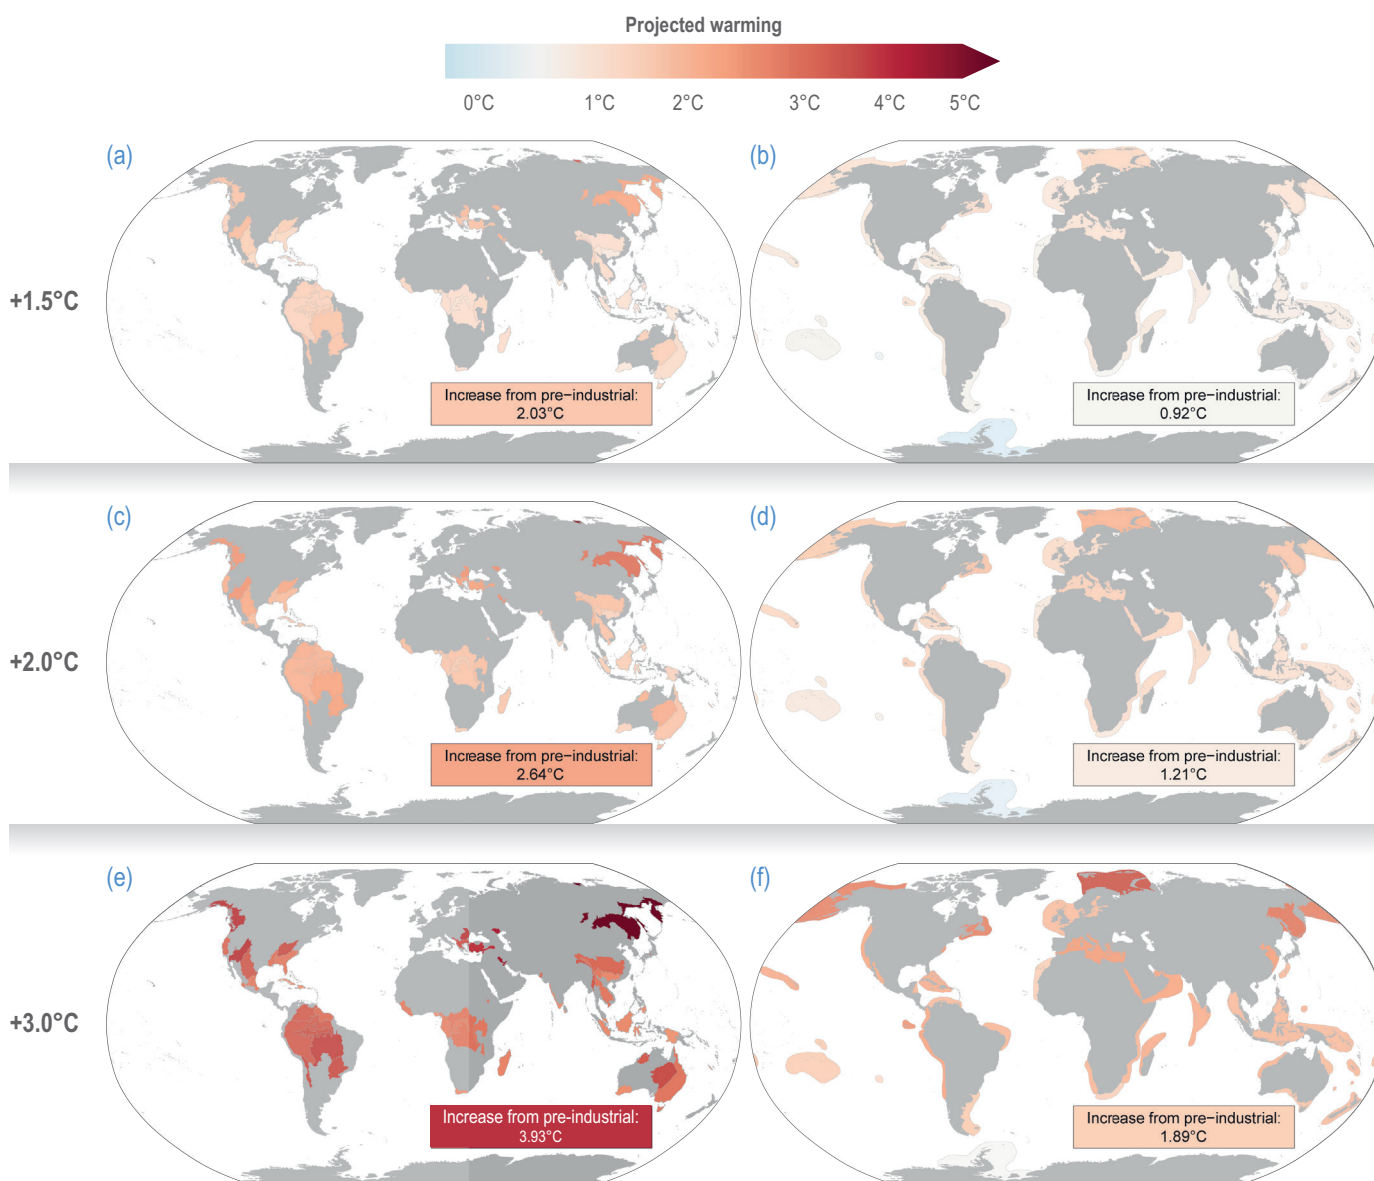 Projected warming
0°C 1°C 2°C 3°C 4°C 5°C
(a) (b)
+1.5°C
Increase from pre−industrial:
2.03°C
Increase from pre−industrial:
0.92°C
(c) (d)
+2.0°C
Increase from pre−industrial:
2.64°C
Increase from pre−industrial:
1.21°C
(e) (f)
+3.0°C
Increase from pre-industrial:
3.93°C
Increase from pre−industrial:
1.89°C